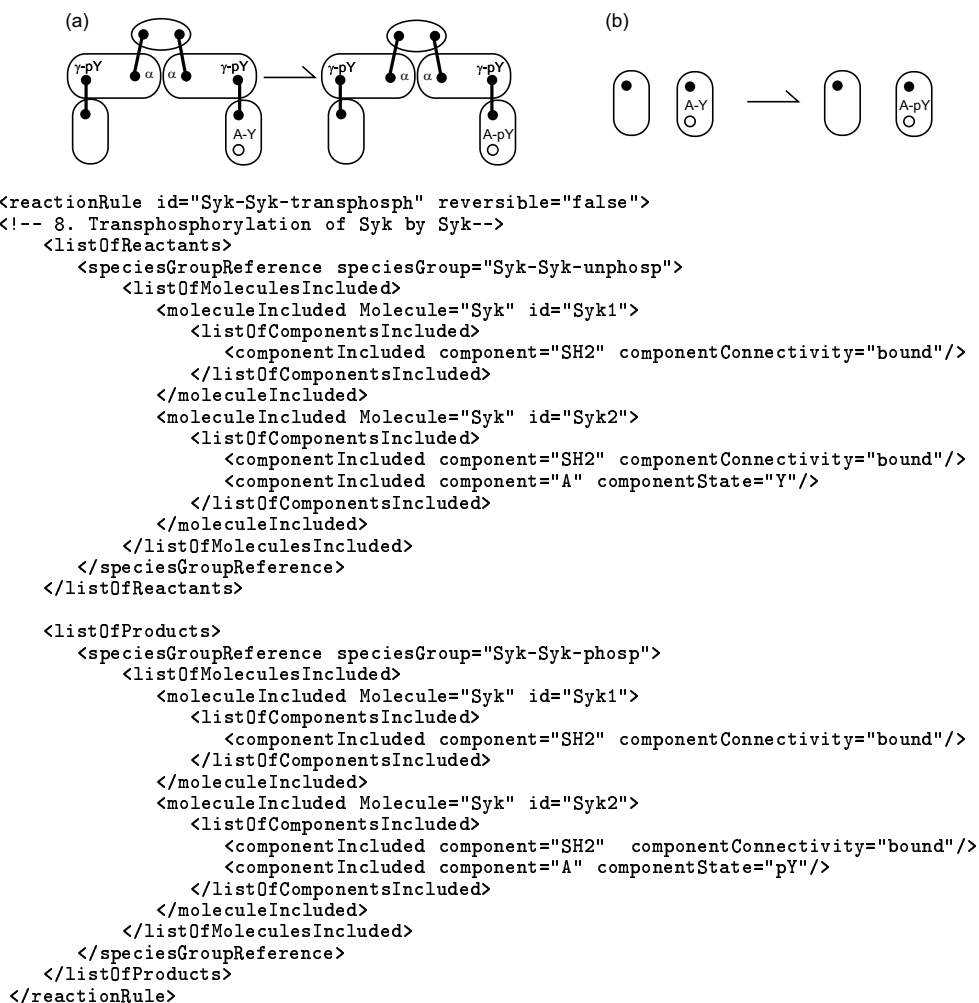 (a) (b)
γ-pY α α γ-pY γ-pY α α γ-pY
A-Y A-pY A-Y A-pY
<reactionRule id="Syk-Syk-transphosph" reversible="false">
<!-- 8. Transphosphorylation of Syk by Syk-->
<listOfReactants>
<speciesGroupReference speciesGroup="Syk-Syk-unphosp">
<listOfMoleculesIncluded>
<moleculeIncluded Molecule="Syk" id="Syk1">
<listOfComponentsIncluded>
<componentIncluded component="SH2" componentConnectivity="bound"/>
</listOfComponentsIncluded>
</moleculeIncluded>
<moleculeIncluded Molecule="Syk" id="Syk2">
<listOfComponentsIncluded>
<componentIncluded component="SH2" componentConnectivity="bound"/>
<componentIncluded component="A" componentState="Y"/>
</listOfComponentsIncluded>
</moleculeIncluded>
</listOfMoleculesIncluded>
</speciesGroupReference>
</listOfReactants>
<listOfProducts>
<speciesGroupReference speciesGroup="Syk-Syk-phosp">
<listOfMoleculesIncluded>
<moleculeIncluded Molecule="Syk" id="Syk1">
<listOfComponentsIncluded>
<componentIncluded component="SH2" componentConnectivity="bound"/>
</listOfComponentsIncluded>
</moleculeIncluded>
<moleculeIncluded Molecule="Syk" id="Syk2">
<listOfComponentsIncluded>
<componentIncluded component="SH2" componentConnectivity="bound"/>
<componentIncluded component="A" componentState="pY"/>
</listOfComponentsIncluded>
</moleculeIncluded>
</listOfMoleculesIncluded>
</speciesGroupReference>
</listOfProducts>
</reactionRule>